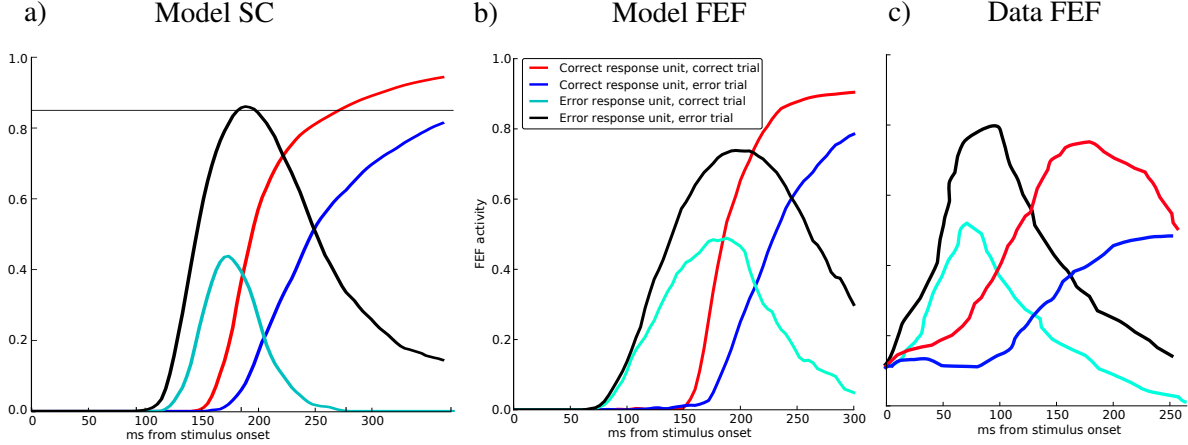 a) Model SC
1.0
0.8
0.6
0.4
0.2
0.0
0 50 100 150 200 250 300
ms from stimulus onset
b) Model FEF
FEF activity
1.0
0.8
0.6
0.4
0.2
0.0
Correct response unit, correct trial
Correct response unit, error trial
Error response unit, correct trial
Error response unit, error trial
0 50 100 150 200 250 300
ms from stimulus onset
c) Data FEF
0 50 100 150 200 250
ms from stimulus onset